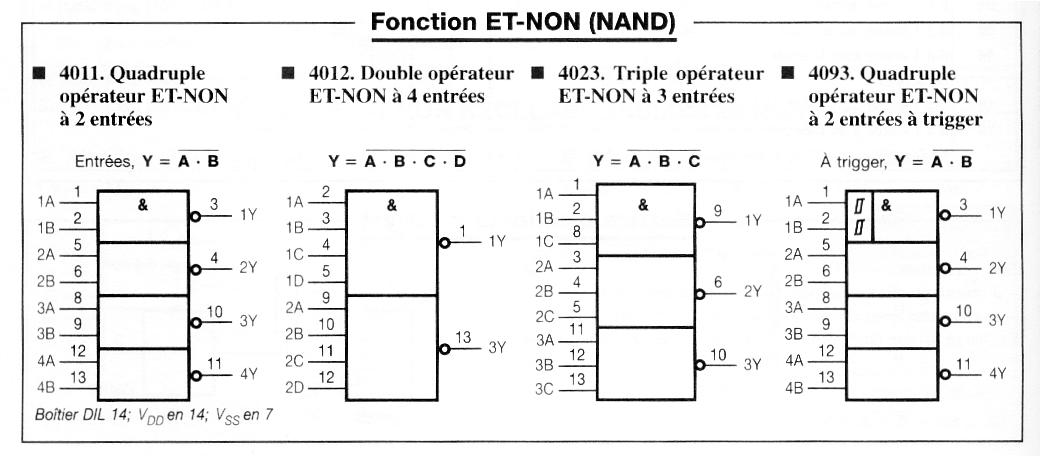 Fonction ET-NON (NAND)
■ 4011. Quadruple
opérateur ET-NON
à 2 entrées
Entrées, Y = A · B
1A 1
1B 2
3 1Y
2A 5
2B 6
4 2Y
3A 8
3B 9
10 3Y
4A 12
4B 13
11 4Y
&
Boîtier DIL 14; VDD en 14; VSS en 7
■ 4012. Double opérateur
ET-NON à 4 entrées
Y = A · B · C · D
&
1A 2
1B 3
1C 4
1D 5
1 1Y
2A 9
2B 10
2C 11
2D 12
13 3Y
■ 4023. Triple opérateur
ET-NON à 3 entrées
Y = A · B · C
&
1A 1
1B 2
1C 8
9 1Y
2A 3
2B 4
2C 5
6 2Y
3A 11
3B 12
3C 13
10 3Y
■ 4093. Quadruple
opérateur ET-NON
à 2 entrées à trigger
À trigger, Y = A · B
&
1A 1
1B 2
3 1Y
2A 5
2B 6
4 2Y
3A 8
3B 9
10 3Y
4A 12
4B 13
11 4Y